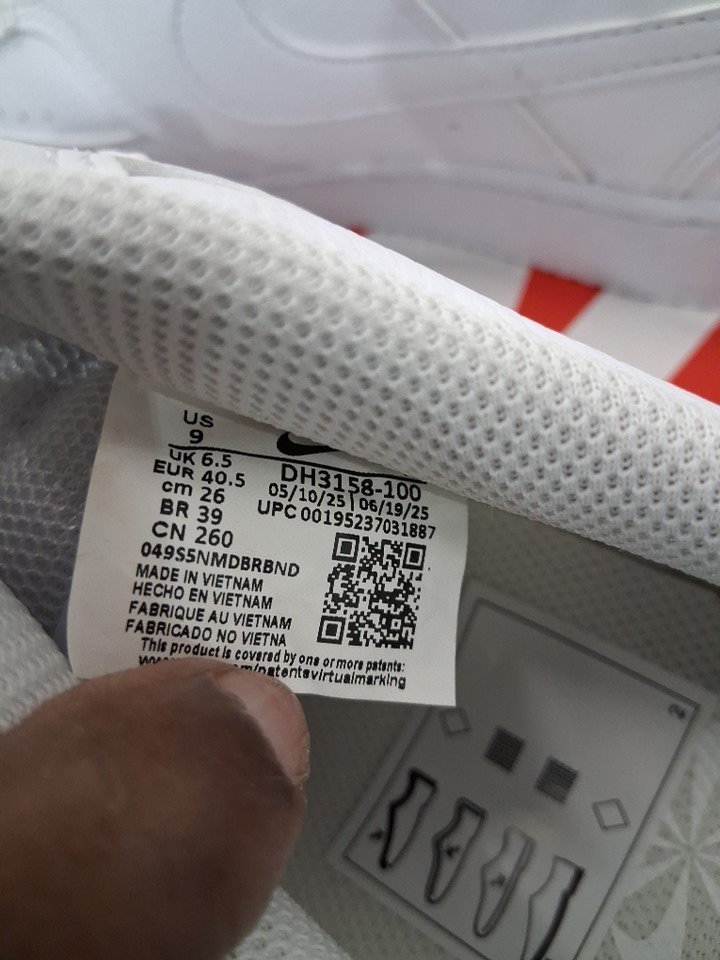 US
9
UK 6.5
EUR 40.5
cm 26
BR 39
CN 260
DH3158-100
05/10/25 | 06/19/25
UPC 00195237031887
049S5NMDBRBND
MADE IN VIETNAM
HECHO EN VIETNAM
FABRIQUE AU VIETNAM
FABRICADO NO VIETNA
This product is covered by one or more patents:
m/patentsvirtualmarking
2